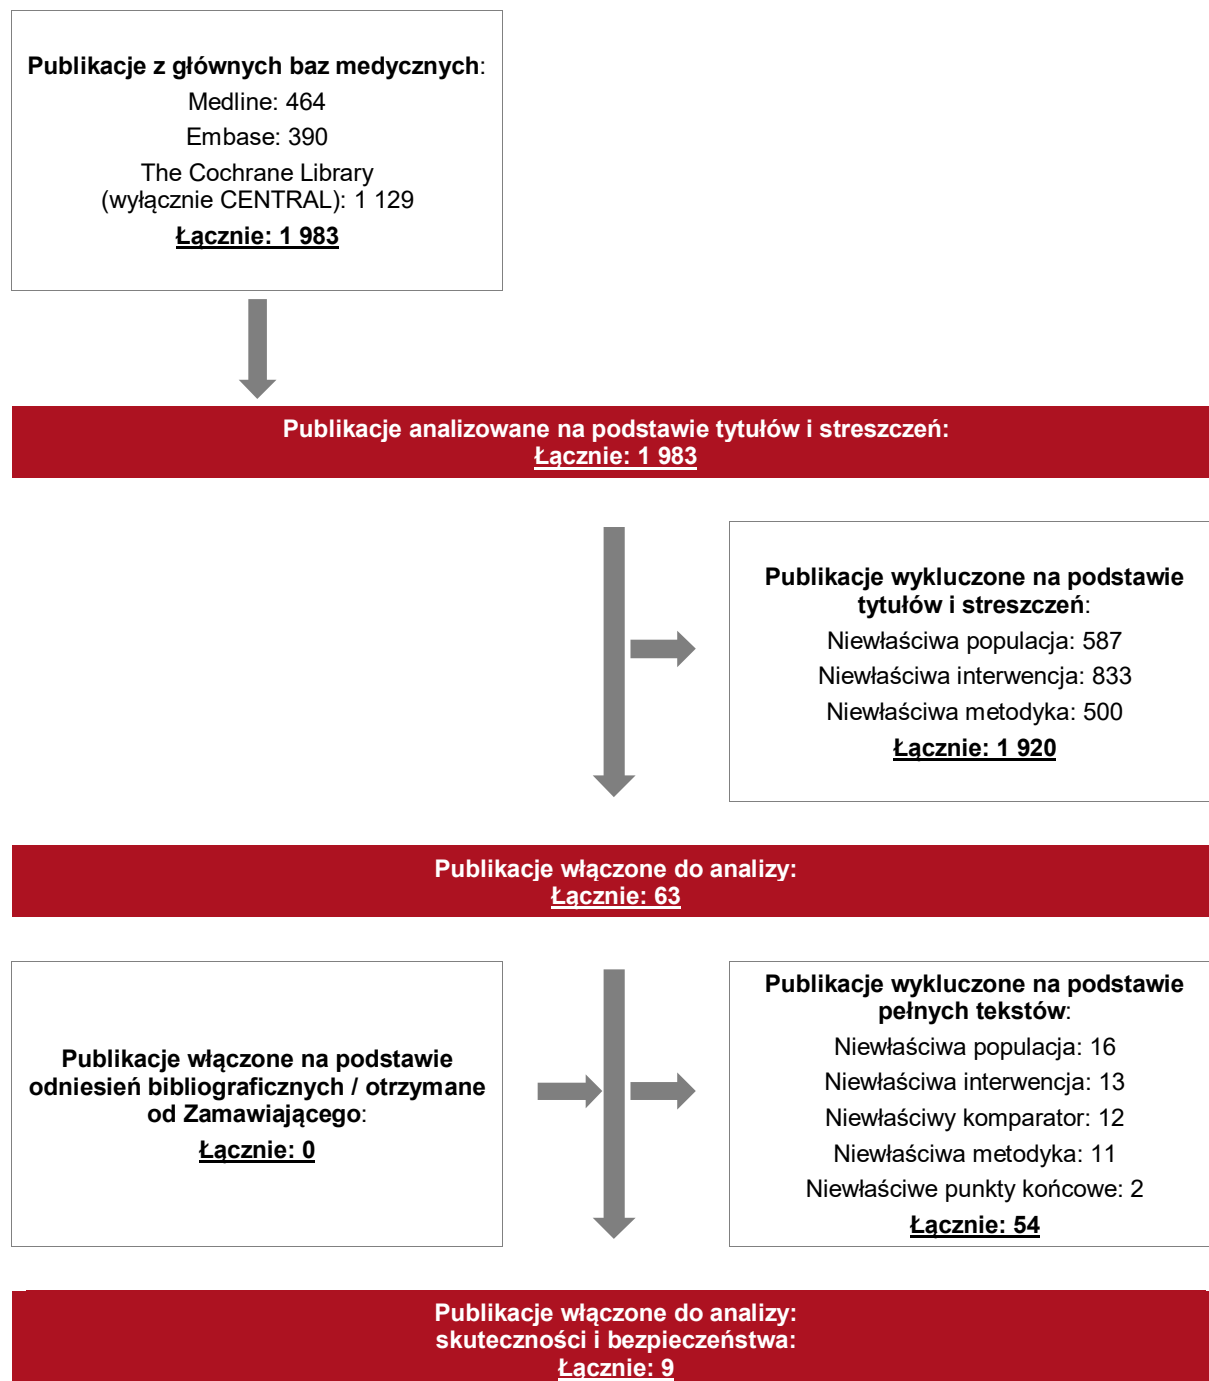 Publikacje z głównych baz medycznych:
Medline: 464
Embase: 390
The Cochrane Library
(wyłącznie CENTRAL): 1 129
Łącznie: 1 983
Publikacje analizowane na podstawie tytułów i streszczeń:
Łącznie: 1 983
Publikacje wykluczone na podstawie
tytułów i streszczeń:
Niewłaściwa populacja: 587
Niewłaściwa interwencja: 833
Niewłaściwa metodyka: 500
Łącznie: 1 920
Publikacje włączone do analizy:
Łącznie: 63
Publikacje włączone na podstawie
odniesień bibliograficznych / otrzymane
od Zamawiającego:
Łącznie: 0
Publikacje wykluczone na podstawie
pełnych tekstów:
Niewłaściwa populacja: 16
Niewłaściwa interwencja: 13
Niewłaściwy komparator: 12
Niewłaściwa metodyka: 11
Niewłaściwe punkty końcowe: 2
Łącznie: 54
Publikacje włączone do analizy:
skuteczności i bezpieczeństwa:
Łącznie: 9